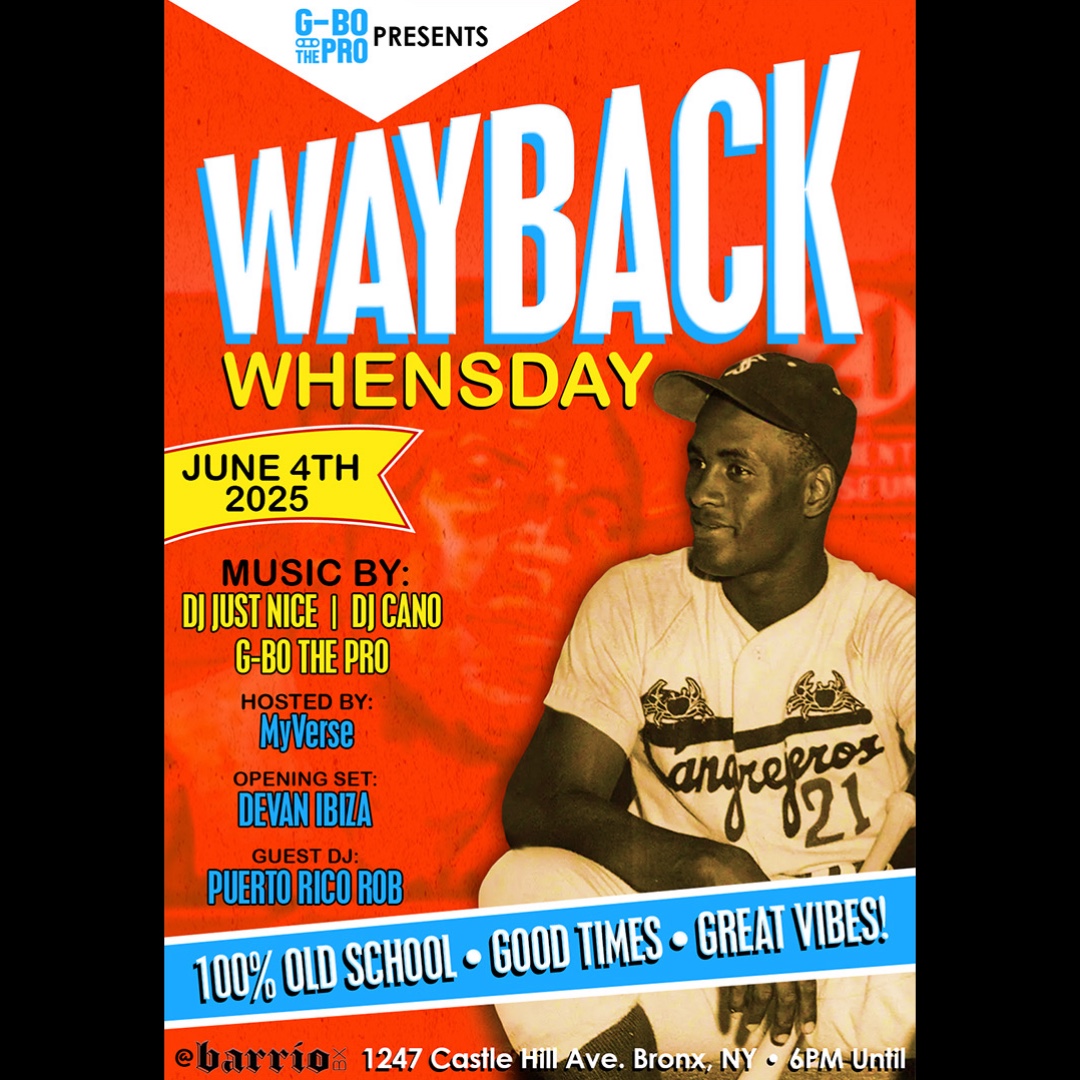 G-BO
THE PRO
PRESENTS
WAYBACK
WHENSDAY
JUNE 4TH
2025
MUSIC BY:
DJ JUST NICE | DJ CANO
G-BO THE PRO
HOSTED BY:
MyVerse
OPENING SET:
DEVAN IBIZA
GUEST DJ:
PUERTO RICO ROB
angrejeros
21
100% OLD SCHOOL • GOOD TIMES • GREAT VIBES!
@barrio BX 1247 Castle Hill Ave. Bronx, NY • 6PM Until